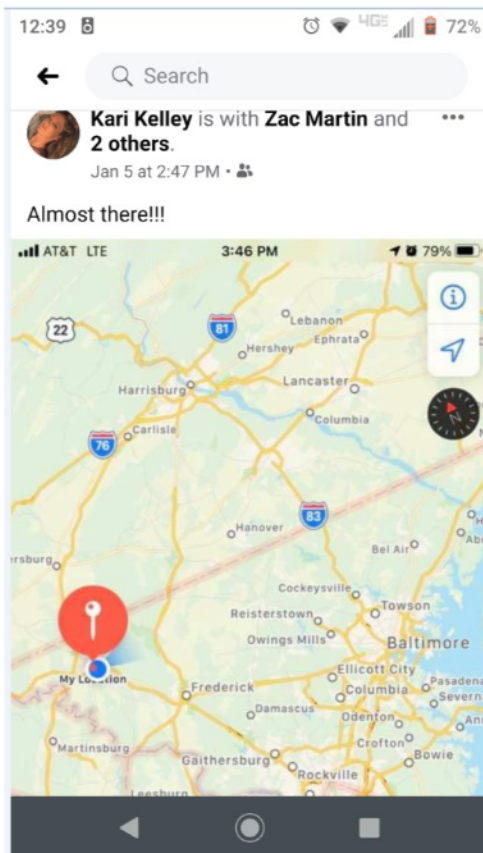 12:39 4GE 72%
Search
Kari Kelley is with Zac Martin and
2 others.
Jan 5 at 2:47 PM
Almost there!!!
AT&T LTE 3:46 PM 79%
22
81
Lebanon
Ephrata
Hershey
Harrisburg
Lancaster
Columbia
Carlisle
76
Hanover
83
Bel Air
ersburg
Cockeysville
Towson
Reisterstown
Owings Mills
Baltimore
Ellicott City
My Location
Columbia
Pasadena
Frederick
Severn
Damascus
Odenton
Crofton
Martinsburg
Bowie
Gaithersburg
Rockville
Leesburg